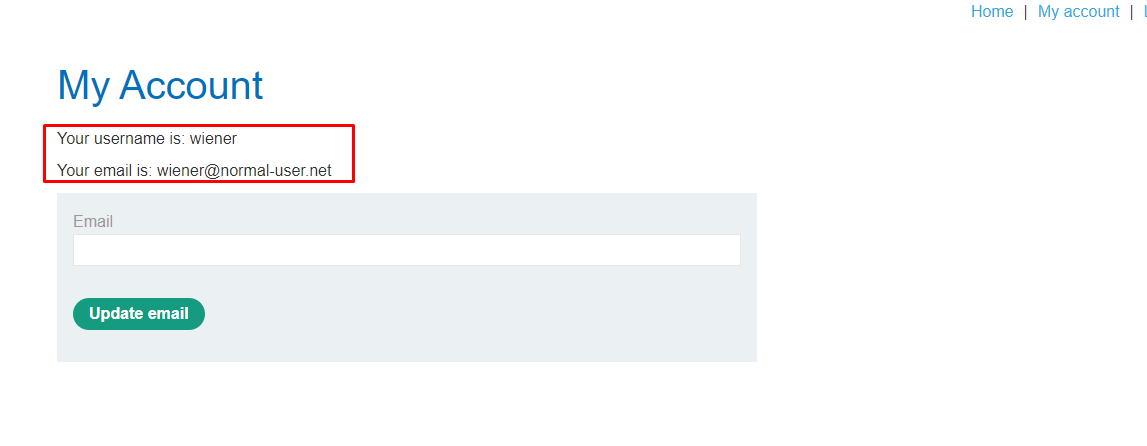 Home | My account |
My Account
Your username is: wiener
Your email is: wiener@normal-user.net
Email
Update email